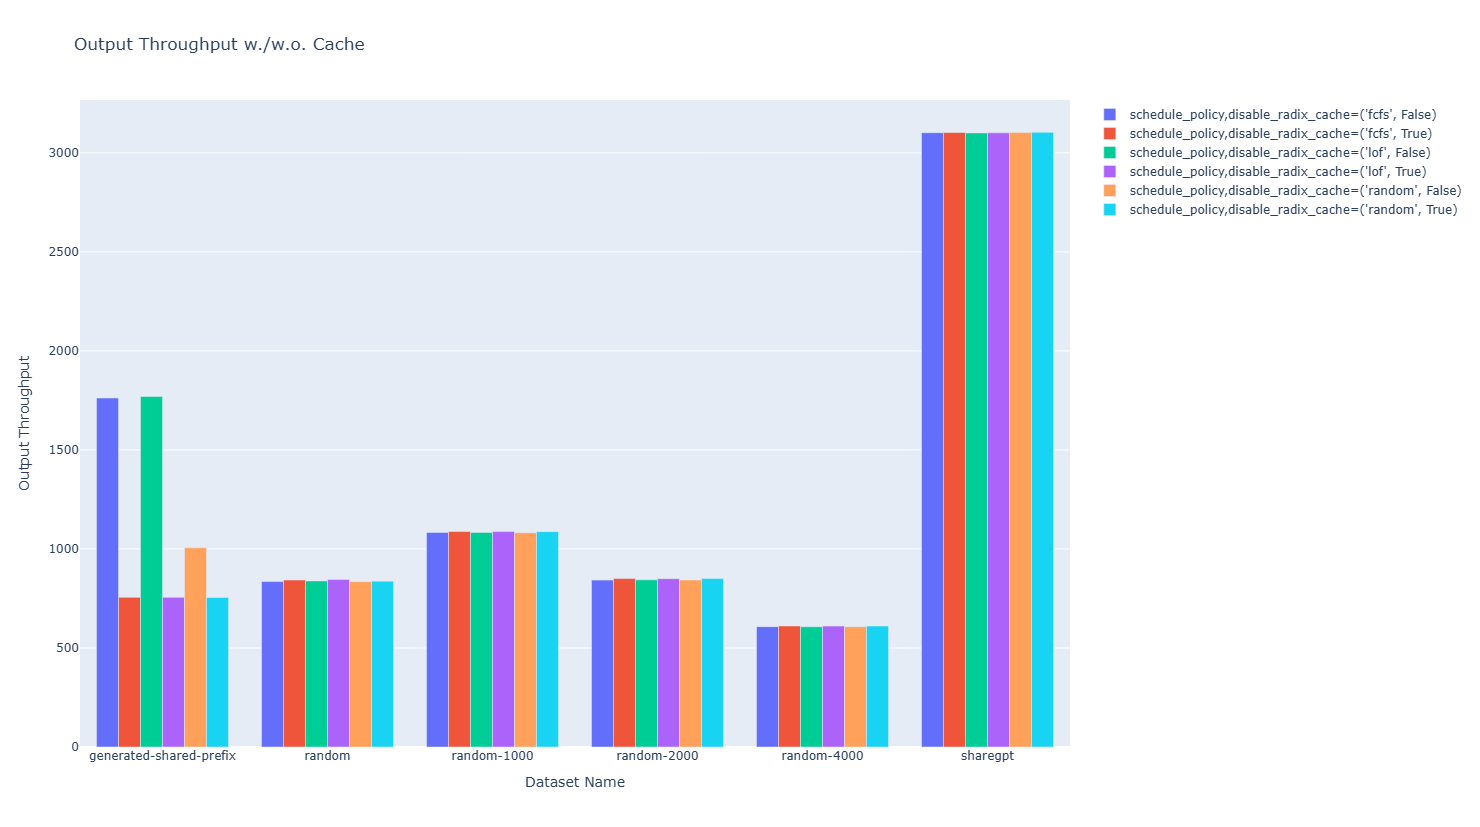 Output Throughput w./w.o. Cache
schedule_policy,disable_radix_cache=('fcfs', False)
schedule_policy,disable_radix_cache=('fcfs', True)
schedule_policy,disable_radix_cache=('lof', False)
schedule_policy,disable_radix_cache=('lof', True)
schedule_policy,disable_radix_cache=('random', False)
schedule_policy,disable_radix_cache=('random', True)
Output Throughput
3000
2500
2000
1500
1000
500
0
generated-shared-prefix
random
random-1000
random-2000
random-4000
sharegpt
Dataset Name